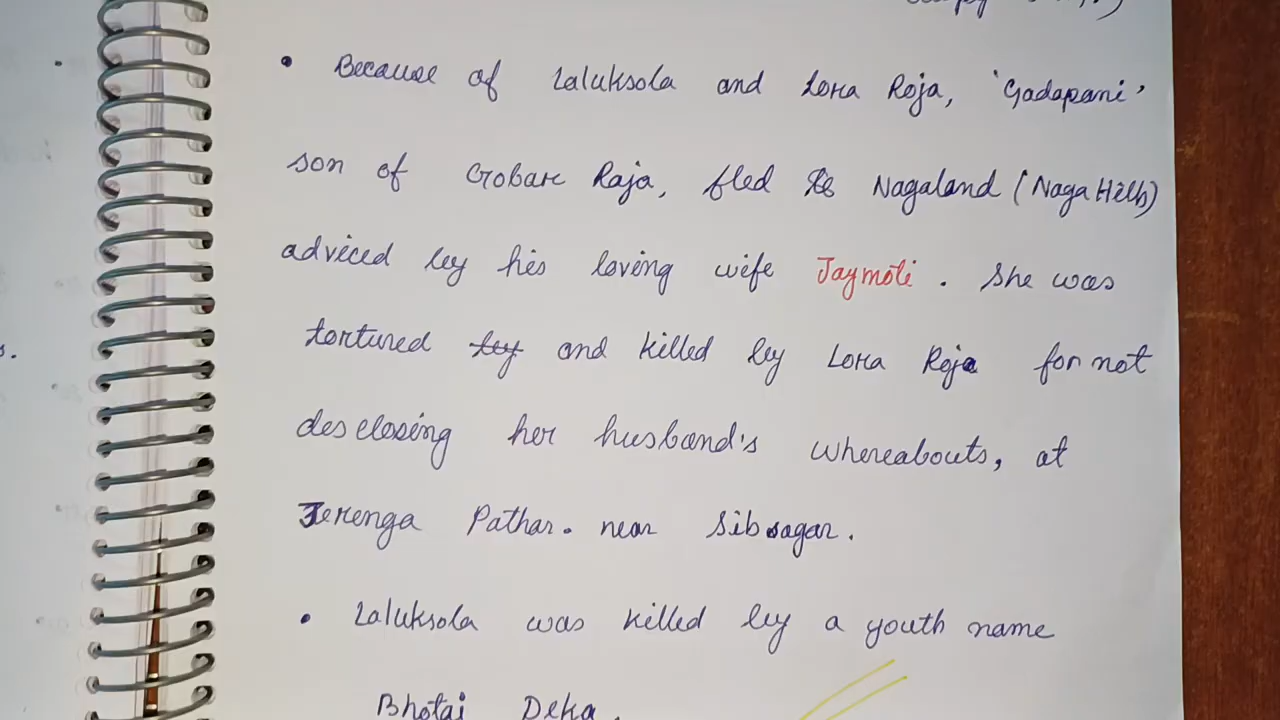 • Because of Laluksola and Lora Roja, 'Gadapani'
son of Gobar Raja, fled to Nagaland (Naga Hills)
adviced by his loving wife Jaymoti. She was
tortured by and killed by Lora Roja for not
desclosing her husband's whereabouts, at
Jerenga Pathar. near Sibsagar.
• Laluksola was killed by a youth name
Bhotai Deka.
s.